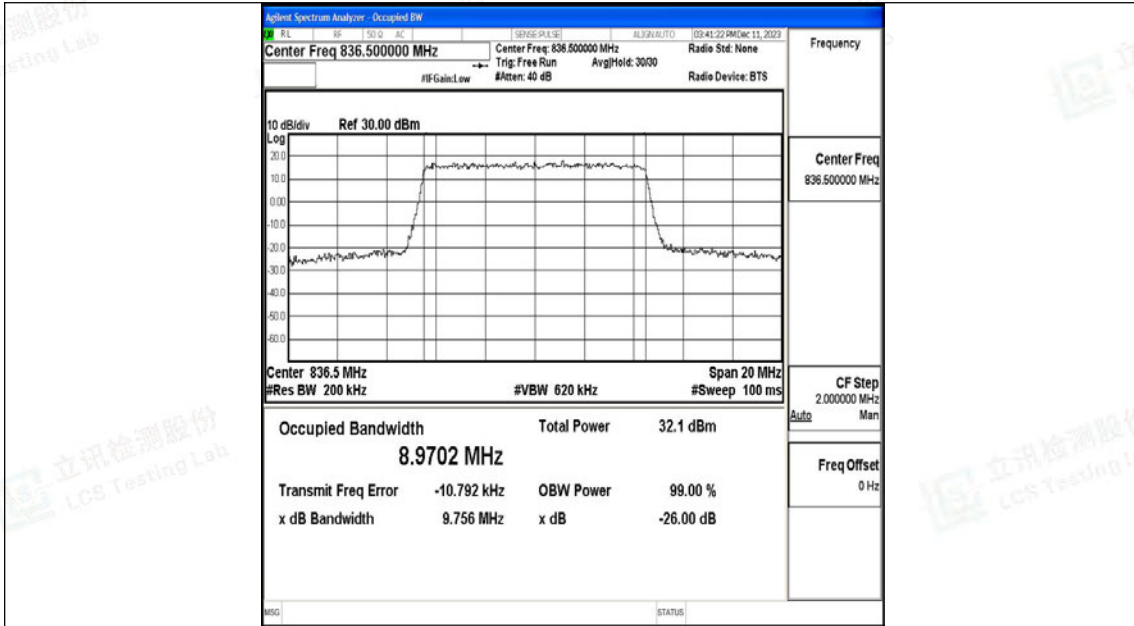 Agilent Spectrum Analyzer - Occupied BW
RL RF 50 Ω AC SENSE:PULSE ALIGNAUTO 03:41:22 PM Dec 11, 2023
Center Freq 836.500000 MHz
Center Freq: 836.500000 MHz
Radio Std: None
Trig: Free Run Avg|Hold: 30/30
#IFGain:Low
#Atten: 40 dB
Radio Device: BTS
Frequency
10 dB/div Ref 30.00 dBm
Log
20.0
10.0
0.00
-10.0
-20.0
-30.0
-40.0
-50.0
-60.0
Center 836.5 MHz
Span 20 MHz
#Res BW 200 kHz
#VBW 620 kHz
#Sweep 100 ms
Center Freq
836.500000 MHz
CF Step
2.000000 MHz
Auto Man
Freq Offset
0 Hz
Occupied Bandwidth
Total Power 32.1 dBm
8.9702 MHz
Transmit Freq Error -10.792 kHz
OBW Power 99.00 %
x dB Bandwidth 9.756 MHz
x dB -26.00 dB
MSG
STATUS
立讯检测股份
LCS Testing Lab
立讯检测股份
LCS Testing